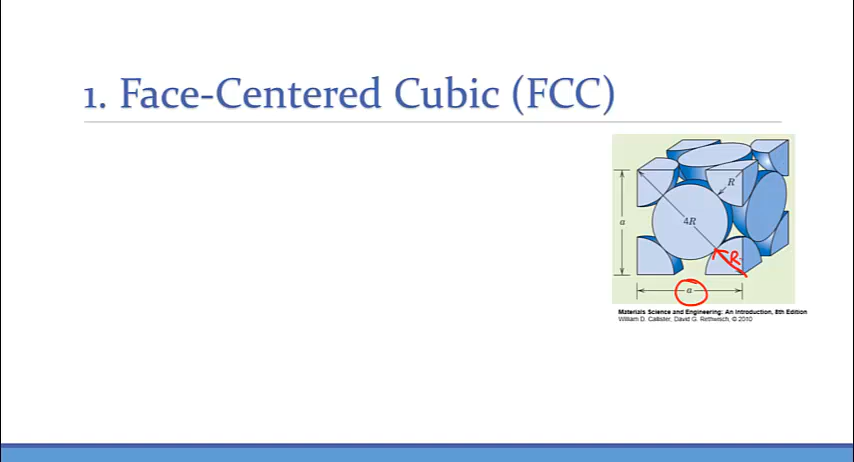 1. Face-Centered Cubic (FCC)
R
a
4R
R
a
Materials Science and Engineering: An Introduction, 8th Edition
William D. Callister, David G. Rethwisch, © 2010